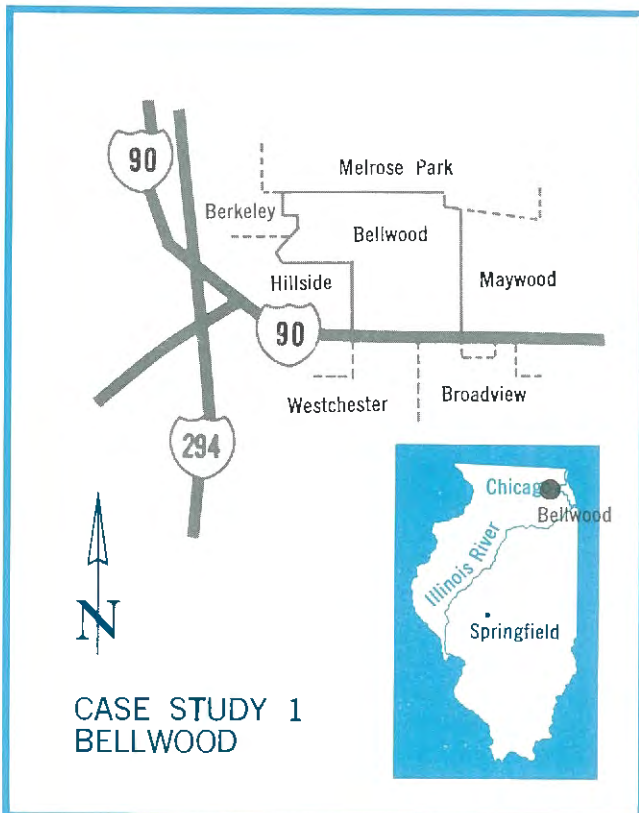 90
Melrose Park
Berkeley
Bellwood
Hillside
Maywood
90
Westchester
Broadview
294
Chicago
Bellwood
Illinois River
Springfield
N
CASE STUDY 1
BELLWOOD